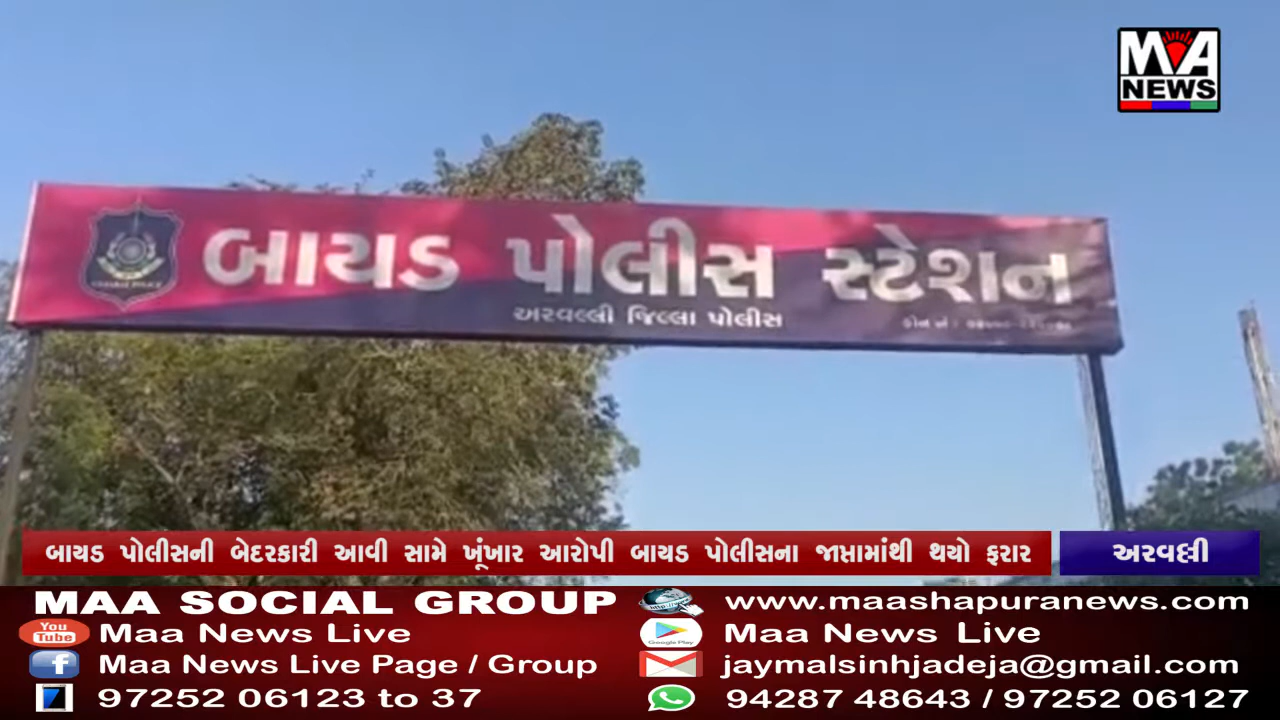 MAA
NEWS
બાયડ પોલીસ સ્ટેશન
અરવલ્લી જિલ્લા પોલીસ
ફોન નં :
બાયડ પોલીસની બેદરકારી આવી સામે ખૂંખાર આરોપી બાયડ પોલીસના જાપ્તામાંથી થયો ફરાર
અરવલ્લી
MAA SOCIAL GROUP
www.maashapuranews.com
You Tube Maa News Live
Google Play Maa News Live
Maa News Live Page / Group
jaymalsinhjadeja@gmail.com
97252 06123 to 37
94287 48643 / 97252 06127